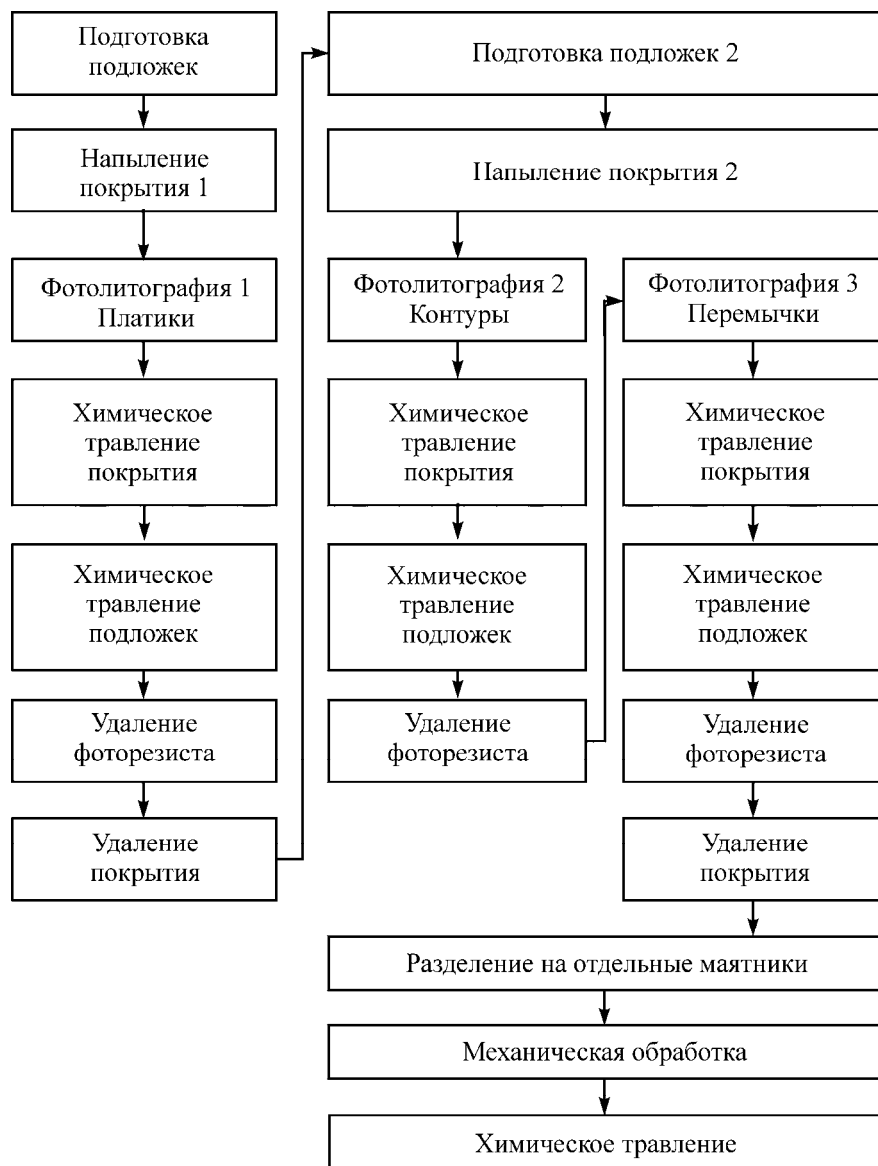 Подготовка
подложек
Напыление
покрытия 1
Фотолитография 1
Платики
Химическое
травление
покрытия
Химическое
травление
подложек
Удаление
фоторезиста
Удаление
покрытия
Подготовка подложек 2
Напыление покрытия 2
Фотолитография 2
Контуры
Химическое
травление
покрытия
Химическое
травление
подложек
Удаление
фоторезиста
Фотолитография 3
Перемычки
Химическое
травление
покрытия
Химическое
травление
подложек
Удаление
фоторезиста
Удаление
покрытия
Разделение на отдельные маятники
Механическая обработка
Химическое травление